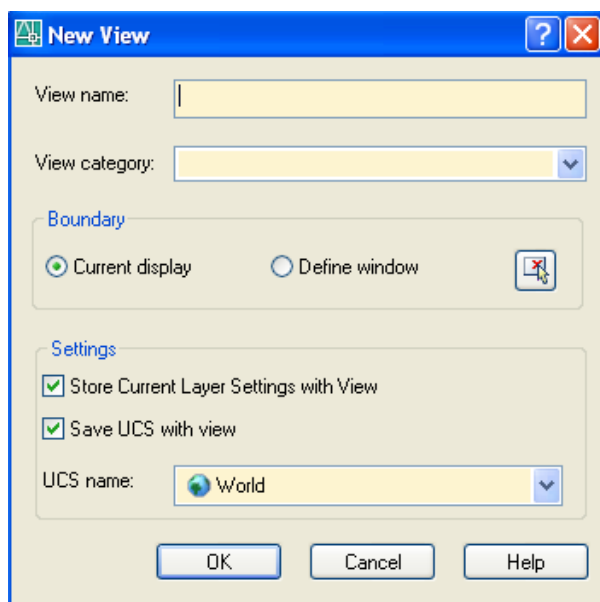 New View
View name:
View category:
Boundary
Current display
Define window
Settings
Store Current Layer Settings with View
Save UCS with view
UCS name:
World
OK
Cancel
Help